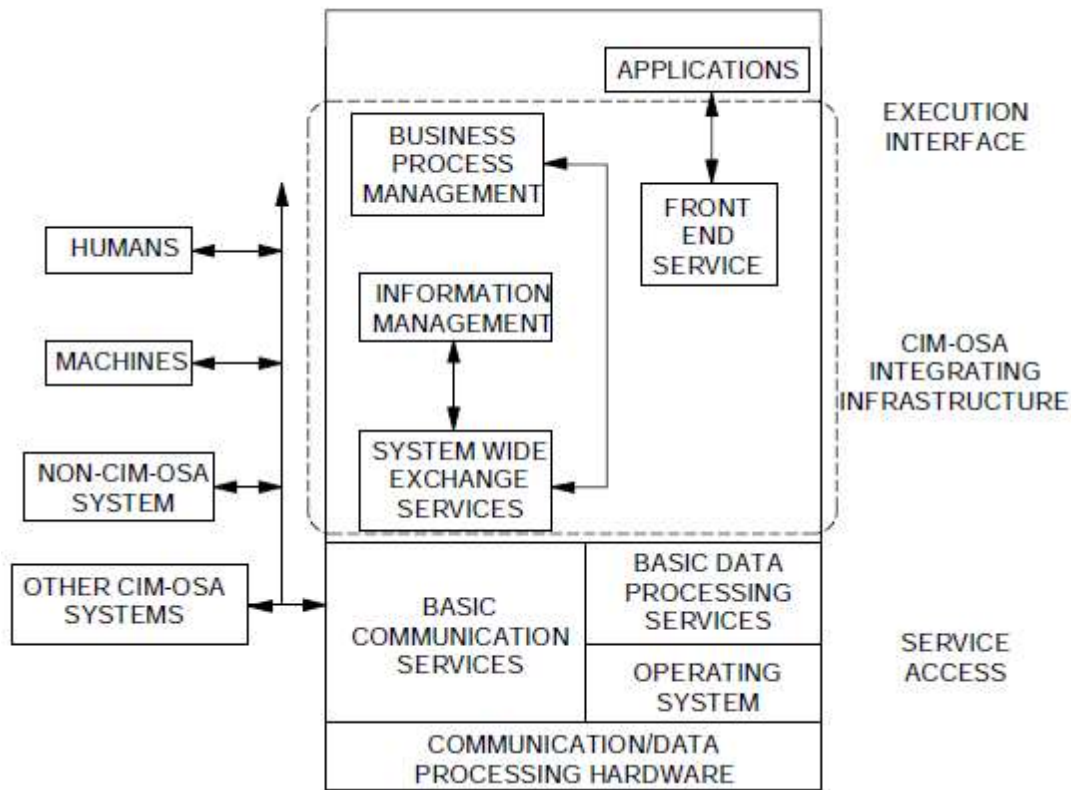 APPLICATIONS
EXECUTION
INTERFACE
BUSINESS
PROCESS
MANAGEMENT
FRONT
END
SERVICE
HUMANS
INFORMATION
MANAGEMENT
MACHINES
CIM-OSA
INTEGRATING
INFRASTRUCTURE
SYSTEM WIDE
EXCHANGE
SERVICES
NON-CIM-OSA
SYSTEM
OTHER CIM-OSA
SYSTEMS
BASIC
COMMUNICATION
SERVICES
BASIC DATA
PROCESSING
SERVICES
OPERATING
SYSTEM
SERVICE
ACCESS
COMMUNICATION/DATA
PROCESSING HARDWARE